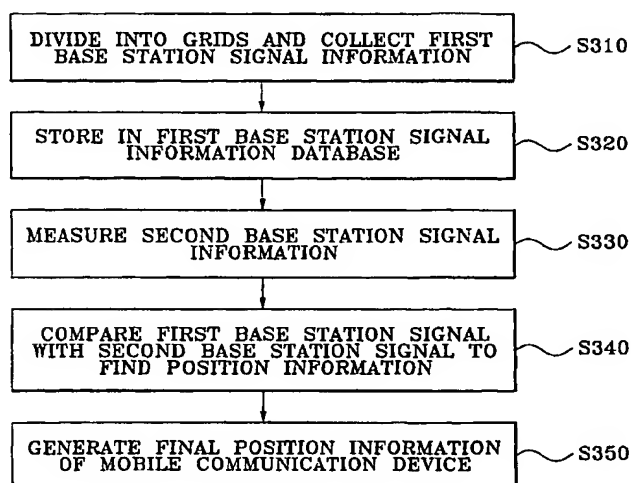 DIVIDE INTO GRIDS AND COLLECT FIRST
BASE STATION SIGNAL INFORMATION
S310
STORE IN FIRST BASE STATION SIGNAL
INFORMATION DATABASE
S320
MEASURE SECOND BASE STATION SIGNAL
INFORMATION
S330
COMPARE FIRST BASE STATION SIGNAL
WITH SECOND BASE STATION SIGNAL TO
FIND POSITION INFORMATION
S340
GENERATE FINAL POSITION INFORMATION
OF MOBILE COMMUNICATION DEVICE
S350